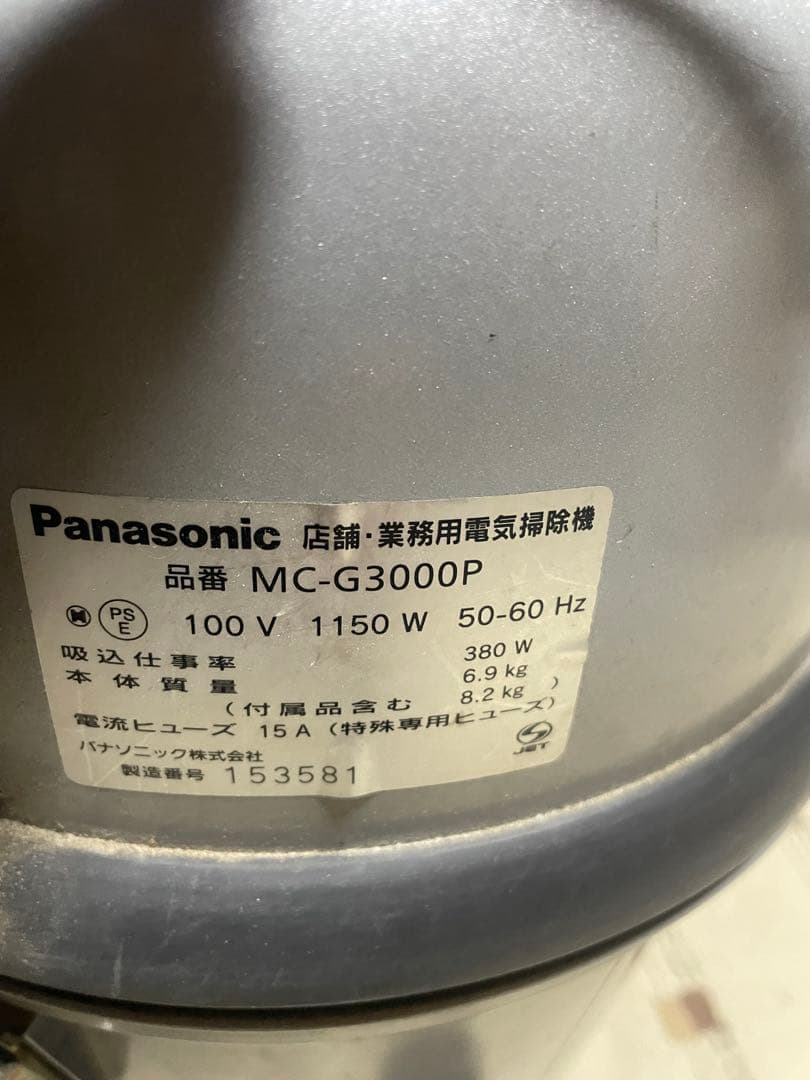 Panasonic 店舗・業務用電気掃除機
品番 MC-G3000P
PS E 100 V 1150 W 50-60 Hz
吸込仕事率 380 W
本体質量 6.9 kg
(付属品含む 8.2 kg )
電流ヒューズ 15 A (特殊専用ヒューズ)
パナソニック株式会社
JET
製造番号 153581